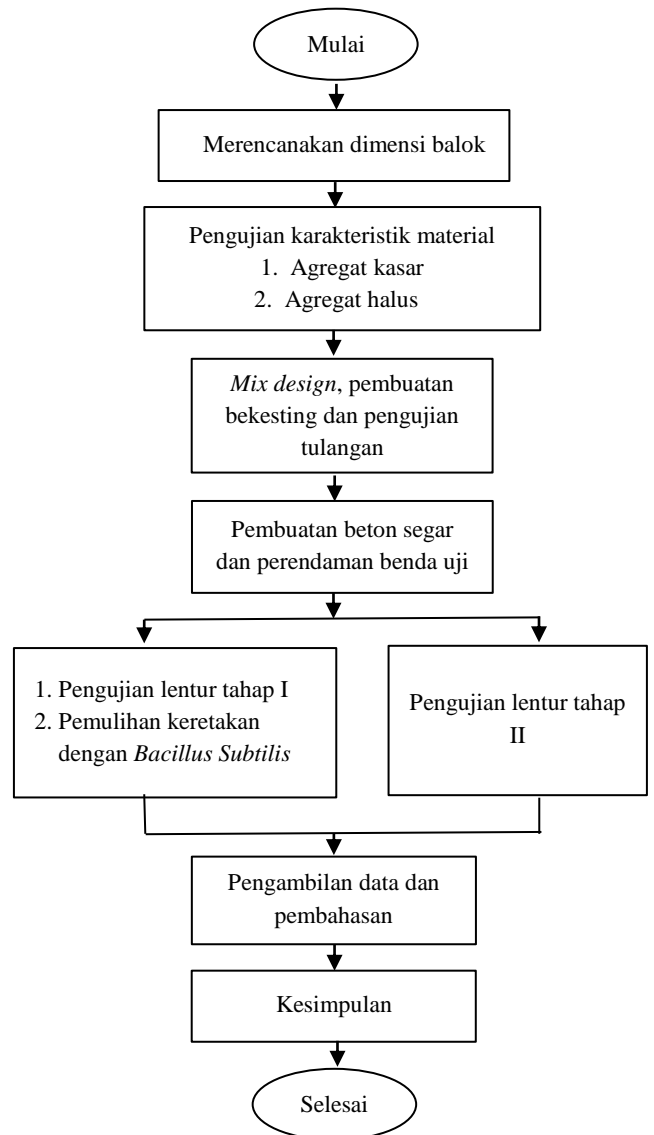 Mulai
Merencanakan dimensi balok
Pengujian karakteristik material
1. Agregat kasar
2. Agregat halus
Mix design, pembuatan
bekesting dan pengujian
tulangan
Pembuatan beton segar
dan perendaman benda uji
1. Pengujian lentur tahap I
2. Pemulihan keretakan
dengan Bacillus Subtilis
Pengujian lentur tahap
II
Pengambilan data dan
pembahasan
Kesimpulan
Selesai